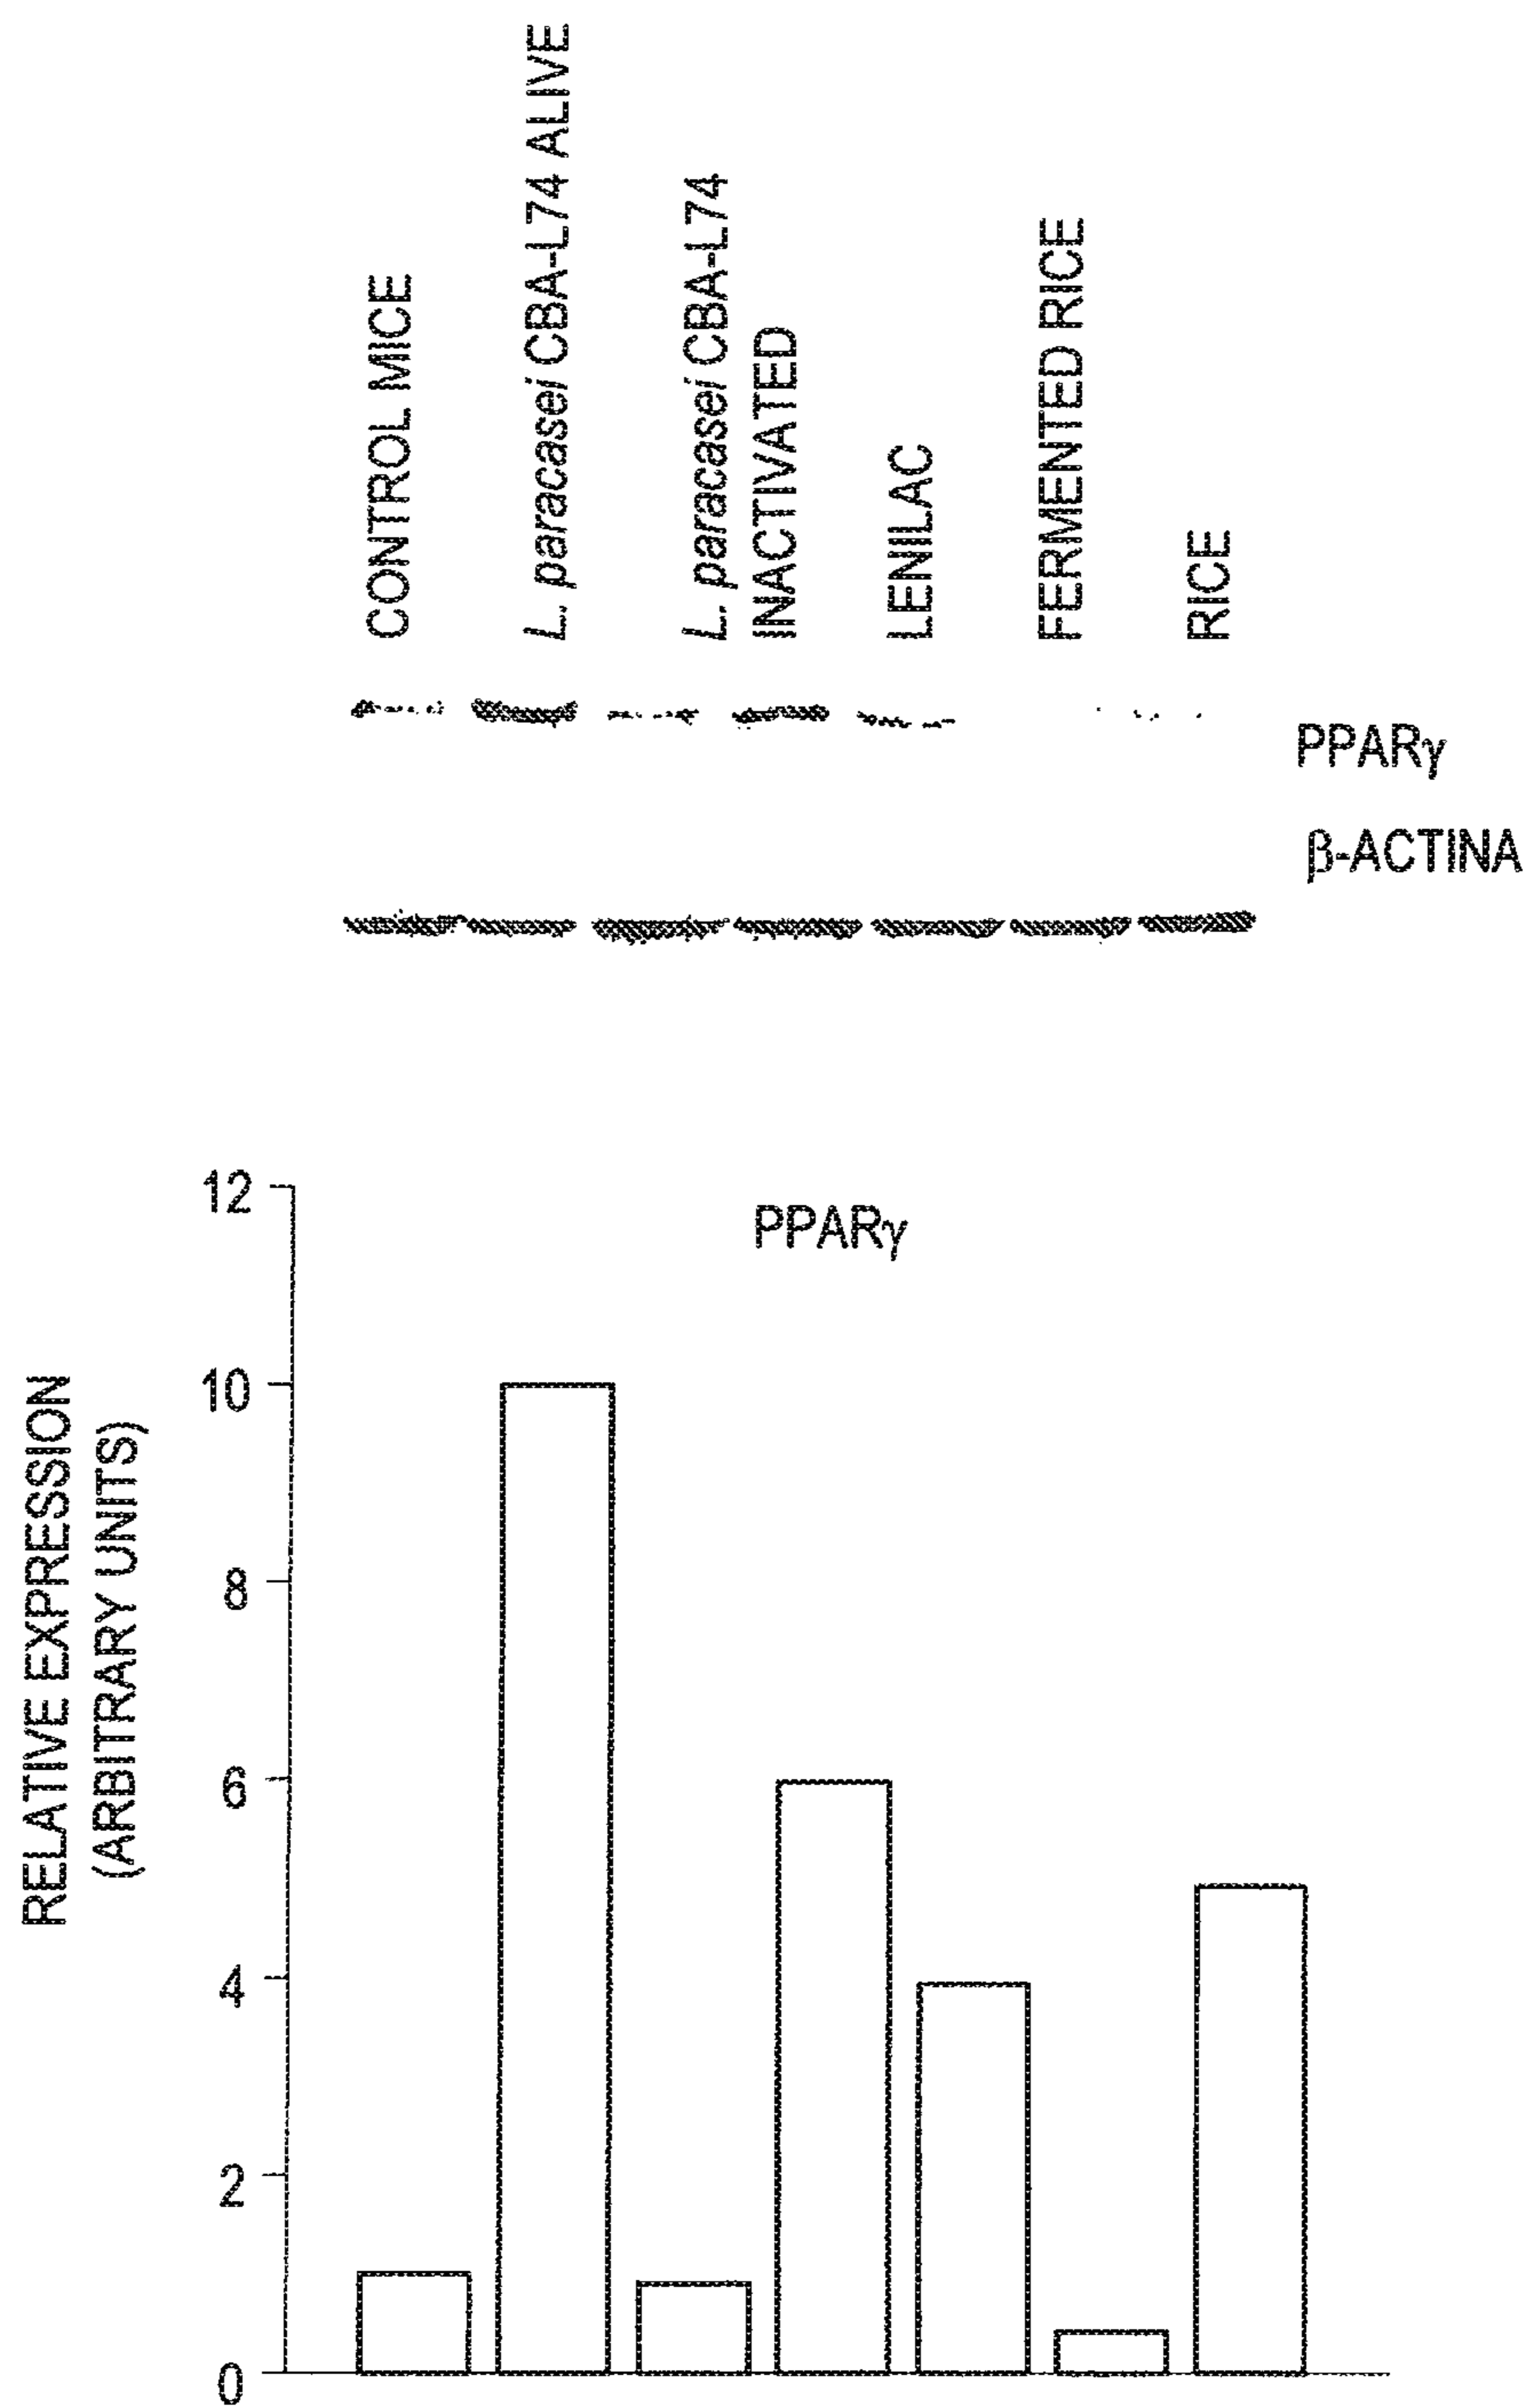 CONTROL MICE
L. paracasei CBA-L74 ALIVE
L. paracasei CBA-L74
INACTIVATED
LENILAC
FERMENTED RICE
RICE
PPARγ
β-ACTINA
PPARγ
RELATIVE EXPRESSION
(ARBITRARY UNITS)
12
10
8
6
4
2
0